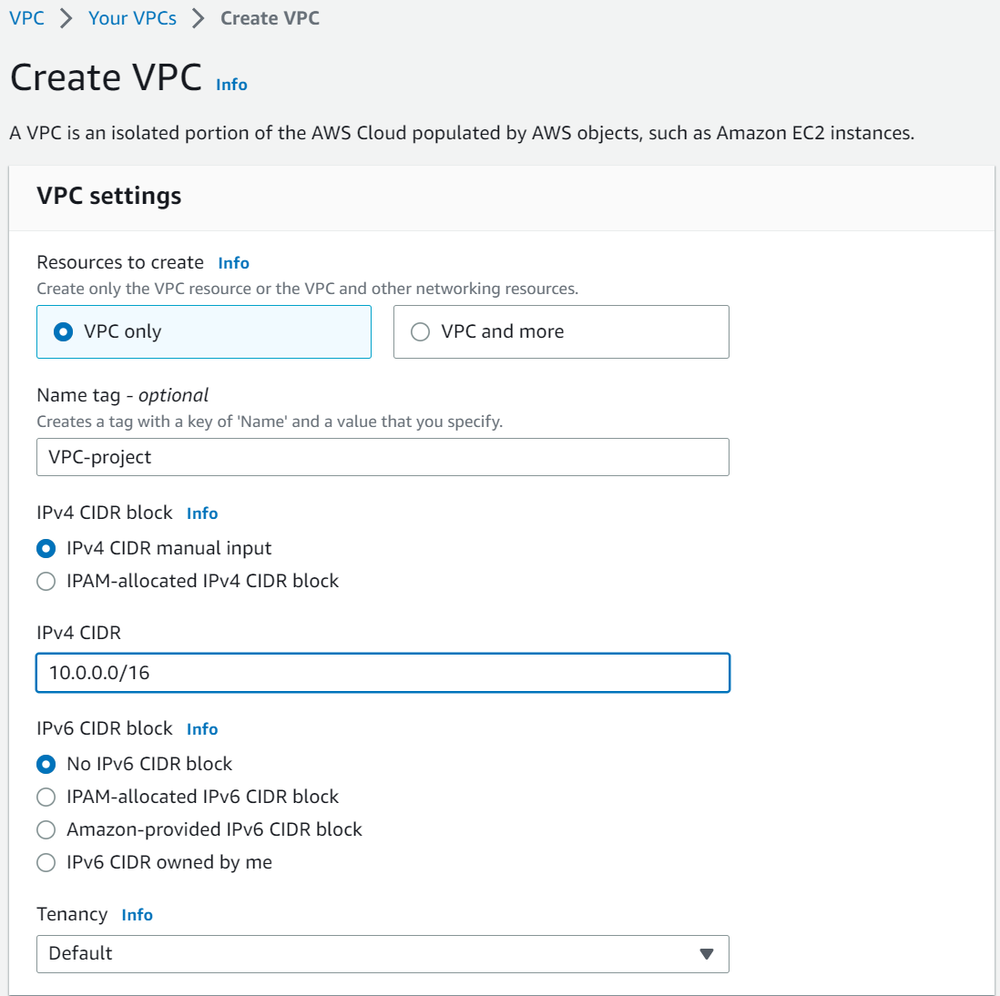 VPC > Your VPCs > Create VPC
Create VPC Info
A VPC is an isolated portion of the AWS Cloud populated by AWS objects, such as Amazon EC2 instances.
VPC settings
Resources to create Info
Create only the VPC resource or the VPC and other networking resources.
VPC only VPC and more
Name tag - optional
Creates a tag with a key of 'Name' and a value that you specify.
VPC-project
IPv4 CIDR block Info
IPv4 CIDR manual input
IPAM-allocated IPv4 CIDR block
IPv4 CIDR
10.0.0.0/16
IPv6 CIDR block Info
No IPv6 CIDR block
IPAM-allocated IPv6 CIDR block
Amazon-provided IPv6 CIDR block
IPv6 CIDR owned by me
Tenancy Info
Default